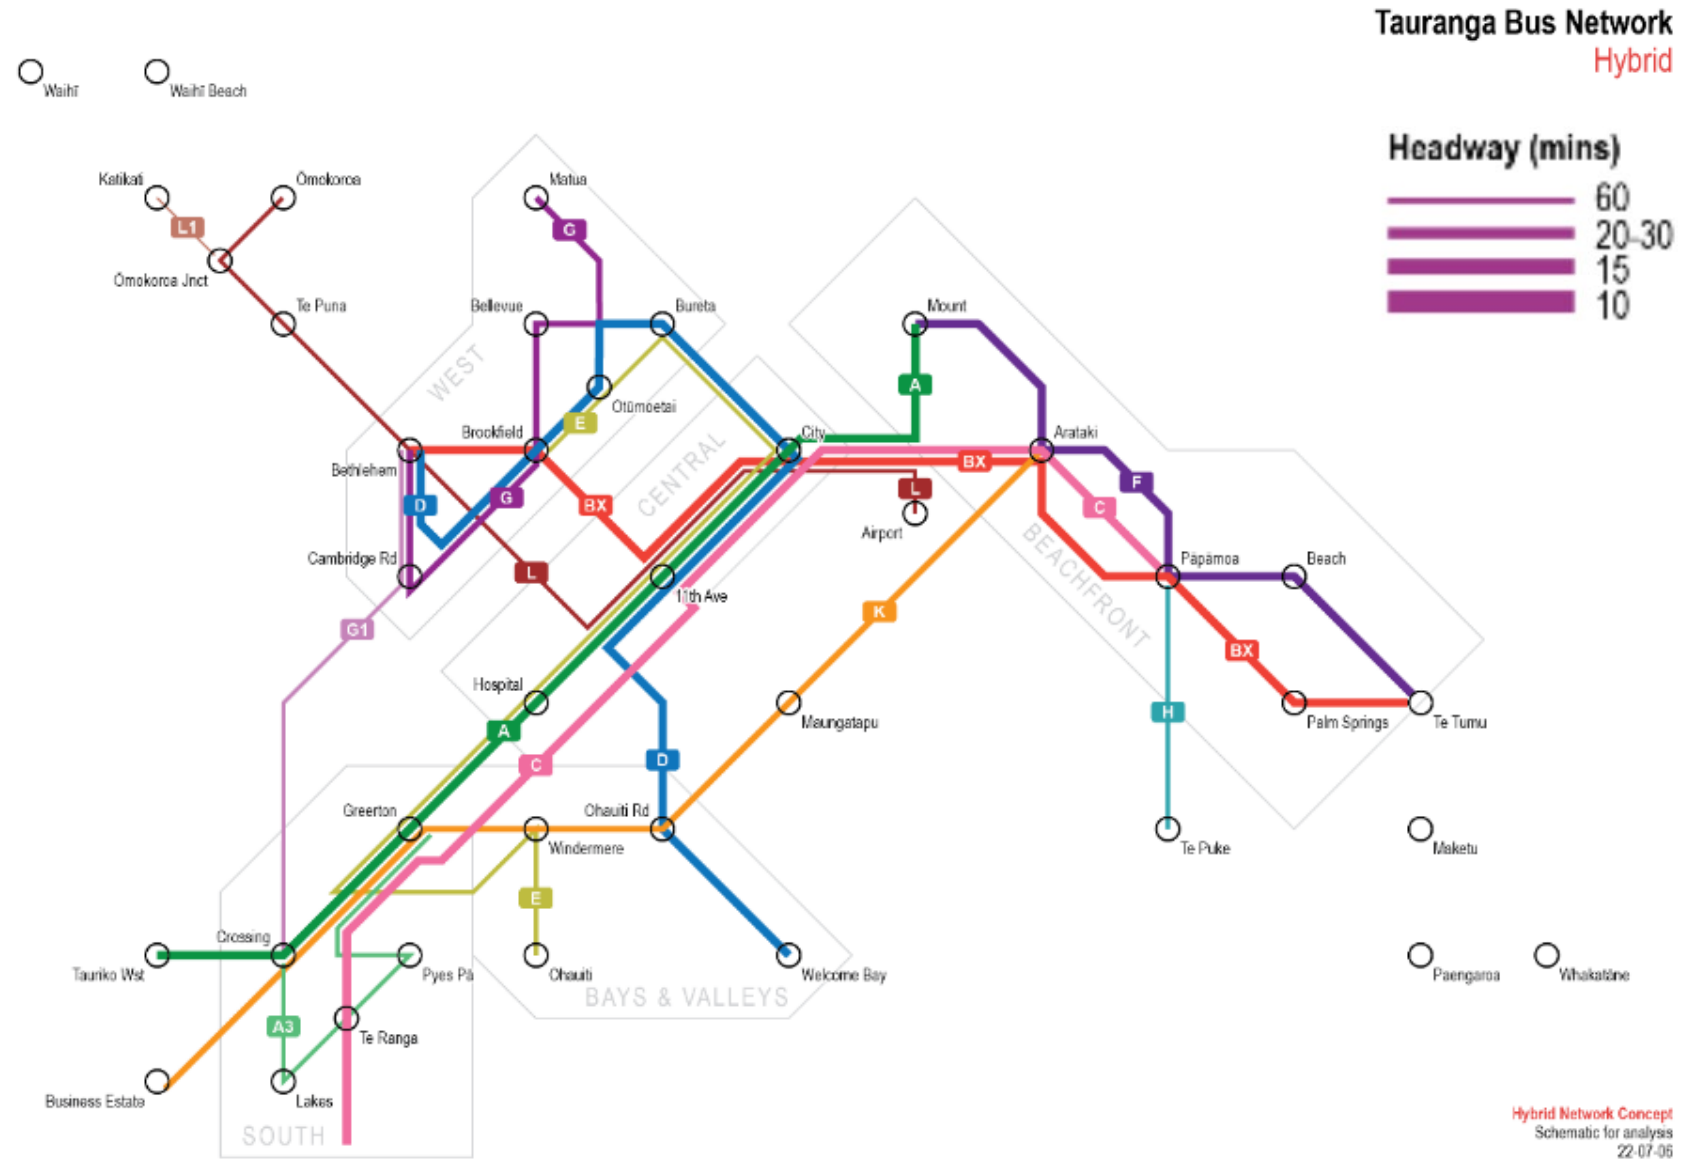 Tauranga Bus Network
Hybrid
Waihī
Waihī Beach
Headway (mins)
60
20-30
15
10
Katikati
Ōmokoroa
Matua
L1
G
Ōmokoroa Jnct
Te Puna
Bellevue
Bureta
Mount
WEST
A
Otūmoetai
E
Brookfield
City
Arataki
Bethlehem
CENTRAL
BX
F
D
G
BX
L
C
Airport
BEACHFRONT
Cambridge Rd
L
11th Ave
Pāpāmoa
Beach
G1
K
BX
Hospital
A
Maungatapu
H
Palm Springs
Te Tumu
C
D
Greerton
Ohauiti Rd
Windermere
Te Puke
Maketu
E
Crossing
Tauriko Wst
Pyes Pā
Ohauiti
Welcome Bay
Paengaroa
Whakatāne
BAYS & VALLEYS
A3
Te Ranga
Business Estate
Lakes
SOUTH
Hybrid Network Concept
Schematic for analysis
22-07-06